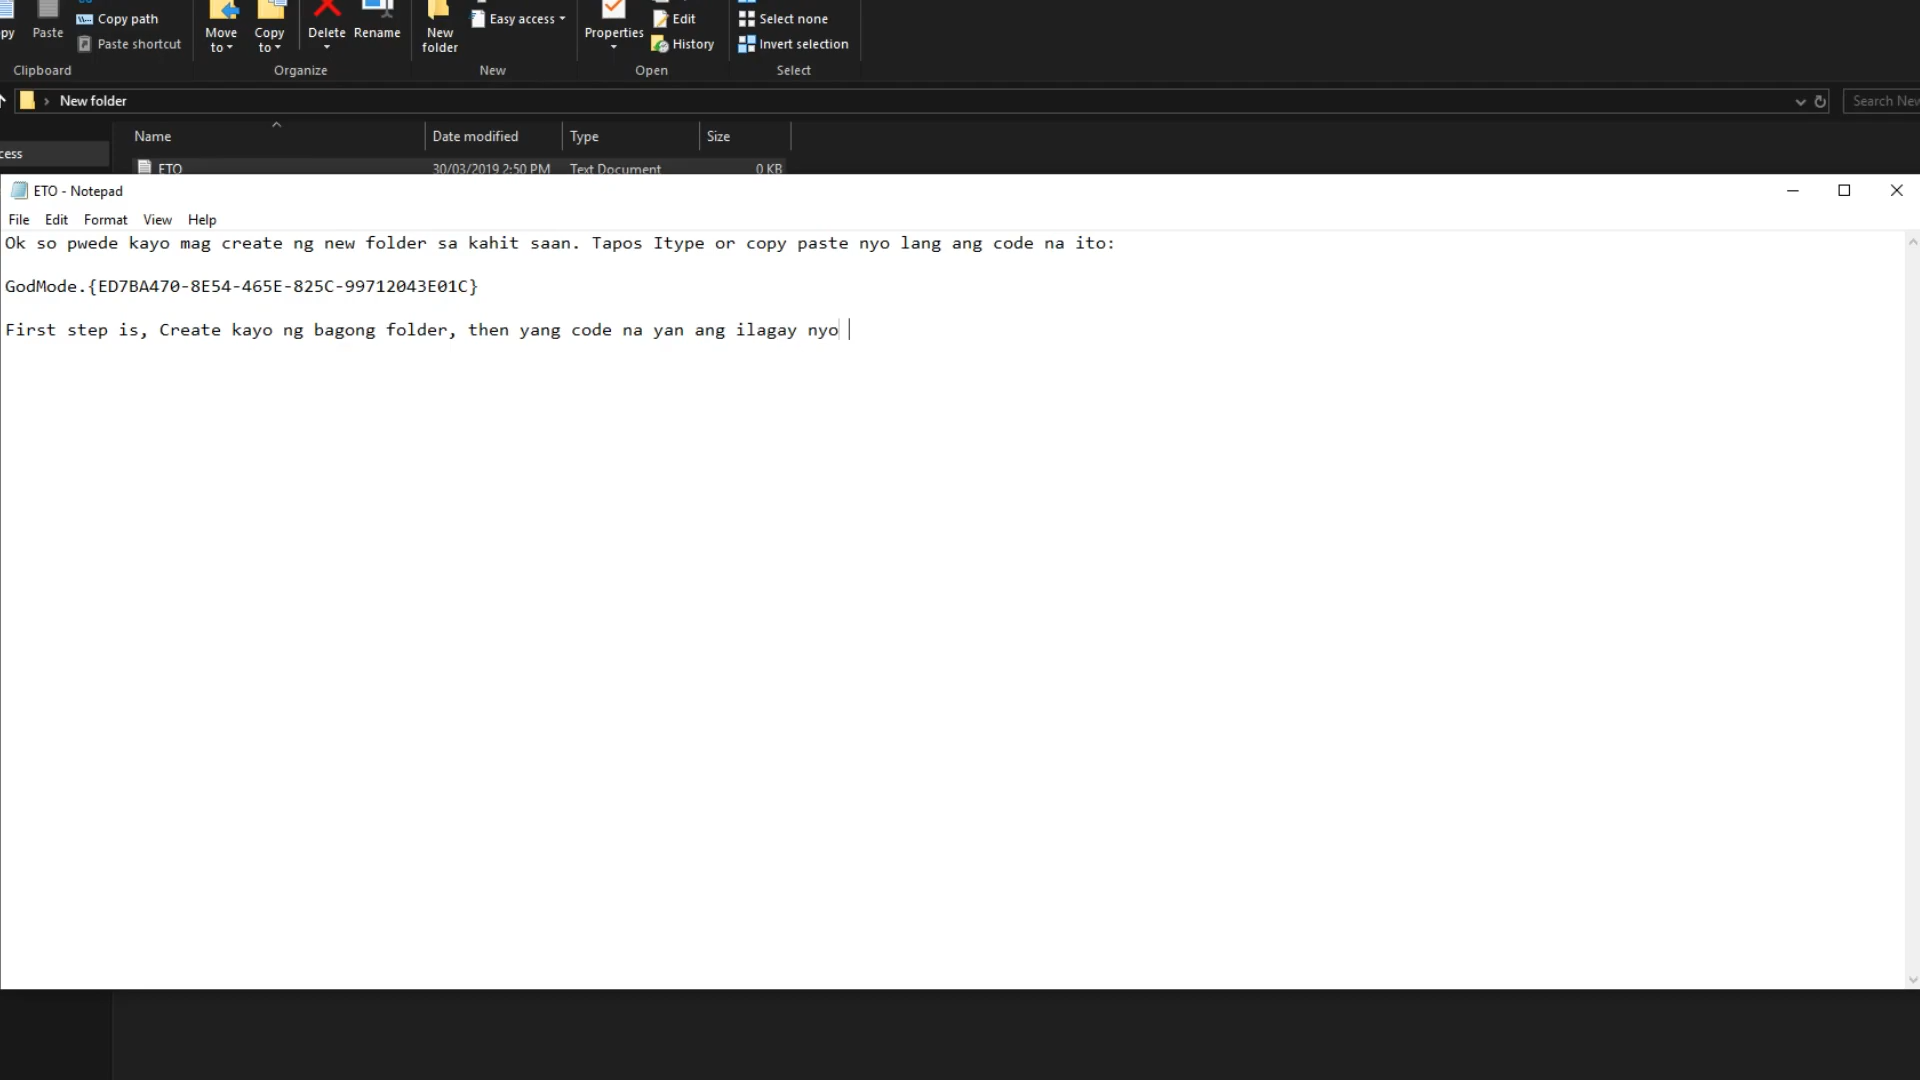 Copy path
Easy access
Edit
Select none
Paste
Move to
Copy to
Delete
Rename
New folder
Properties
Paste shortcut
History
Invert selection
Clipboard
Organize
New
Open
Select
New folder
Search New
Name
Date modified
Type
Size
ETO
30/03/2019 2:50 PM
Text Document
0 KB
ETO - Notepad
File Edit Format View Help
Ok so pwede kayo mag create ng new folder sa kahit saan. Tapos Itype or copy paste nyo lang ang code na ito:
GodMode.{ED7BA470-8E54-465E-825C-99712043E01C}
First step is, Create kayo ng bagong folder, then yang code na yan ang ilagay nyo